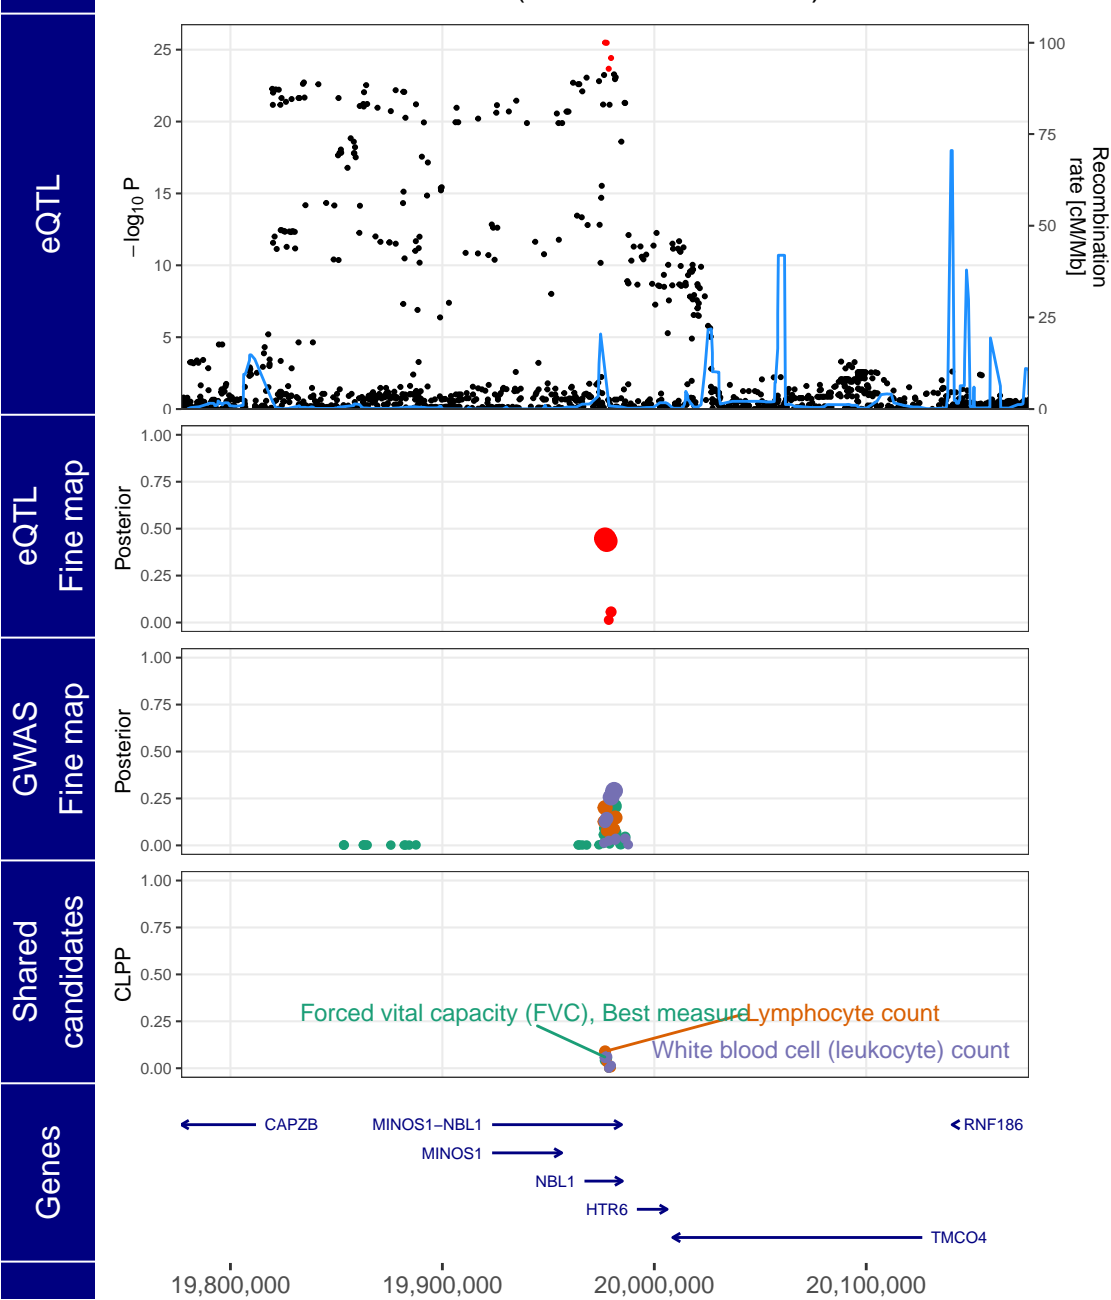 eQTL
25
20
15
10
5
0
−log10 P
100
75
50
25
0
Recombination
rate [cM/Mb]
eQTL
Fine map
1.00
0.75
0.50
0.25
0.00
Posterior
GWAS
Fine map
1.00
0.75
0.50
0.25
0.00
Posterior
Shared
candidates
1.00
0.75
0.50
0.25
0.00
CLPP
Forced vital capacity (FVC), Best measure
Lymphocyte count
White blood cell (leukocyte) count
Genes
CAPZB
MINOS1−NBL1
RNF186
MINOS1
NBL1
HTR6
TMCO4
19,800,000
19,900,000
20,000,000
20,100,000